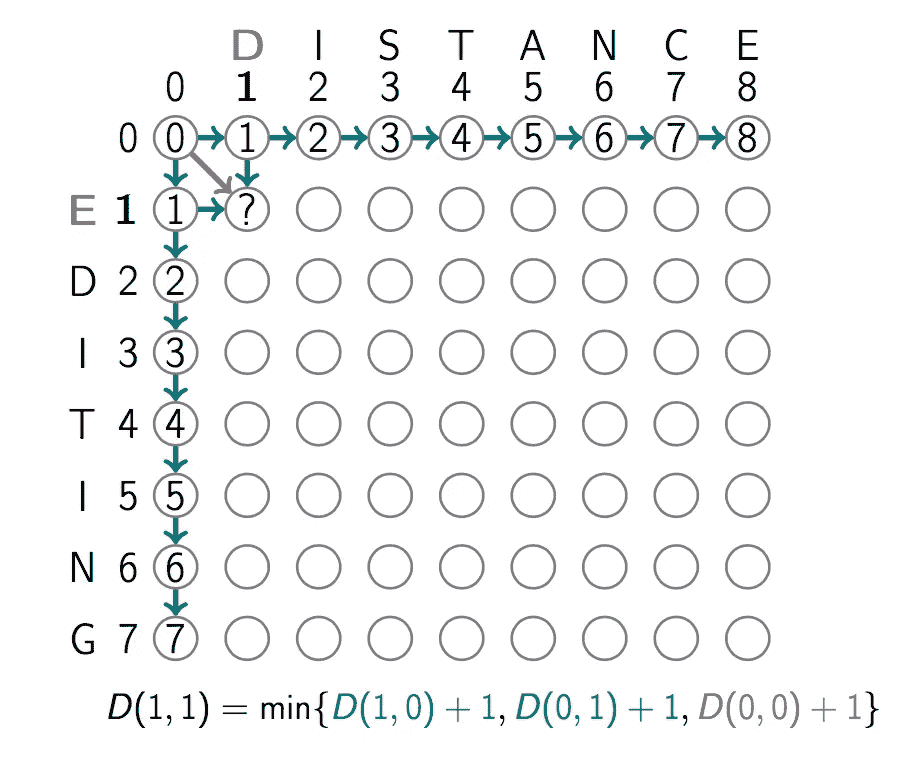 D I S T A N C E
0 1 2 3 4 5 6 7 8
0 0 1 2 3 4 5 6 7 8
E 1 1 ?
D 2 2
I 3 3
T 4 4
I 5 5
N 6 6
G 7 7
D(1, 1) = min{D(1, 0) + 1, D(0, 1) + 1, D(0, 0) + 1}